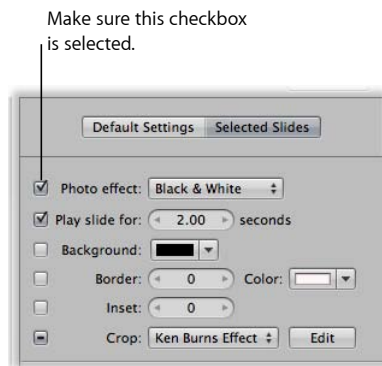 Make sure this checkbox
is selected.
Default Settings Selected Slides
Photo effect: Black & White
Play slide for: 2.00 seconds
Background:
Border: 0 Color:
Inset: 0
Crop: Ken Burns Effect Edit